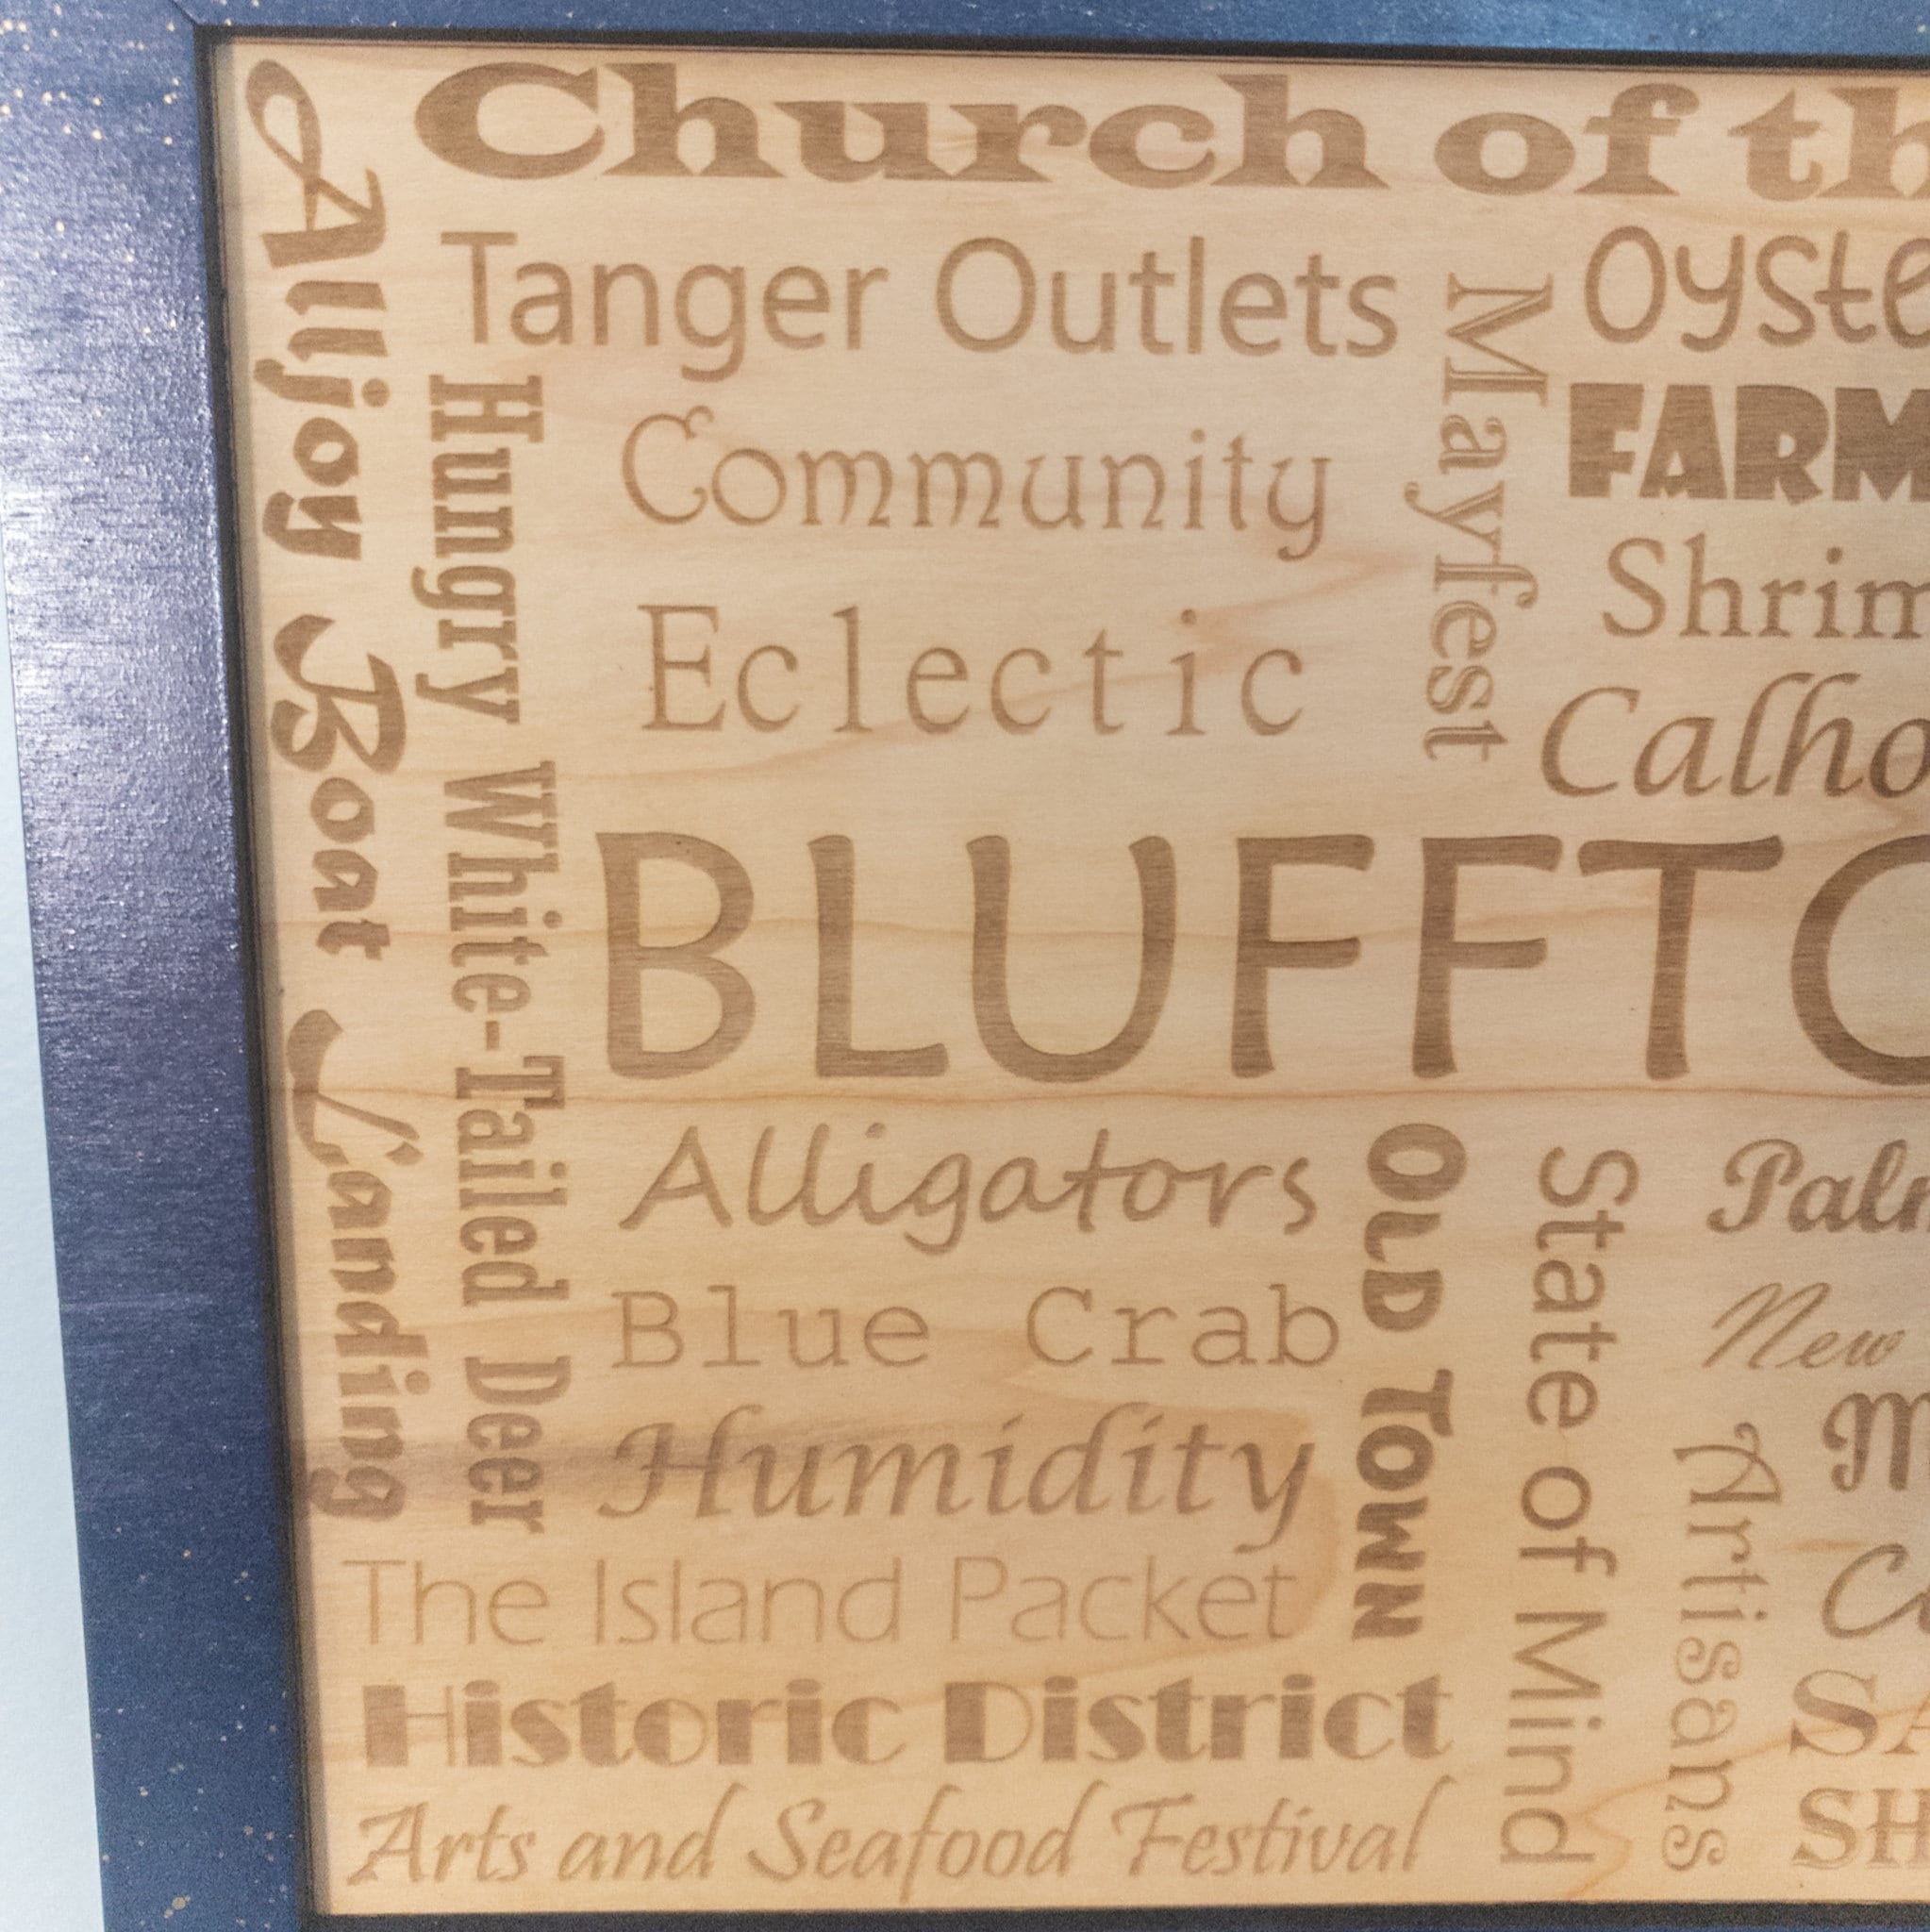 Church of th
Alljoy Boat Landing
Tanger Outlets
Hungry White-Tailed Deer
Community
Eclectic
Mayfest
Oyste
FARM
Shrim
Calho
BLUFFTO
Alligators
Blue Crab
Humidity
OLD TOWN
State of Mind
Pal
New
M
Artisans
C
SA
SH
The Island Packet
Historic District
Arts and Seafood Festival